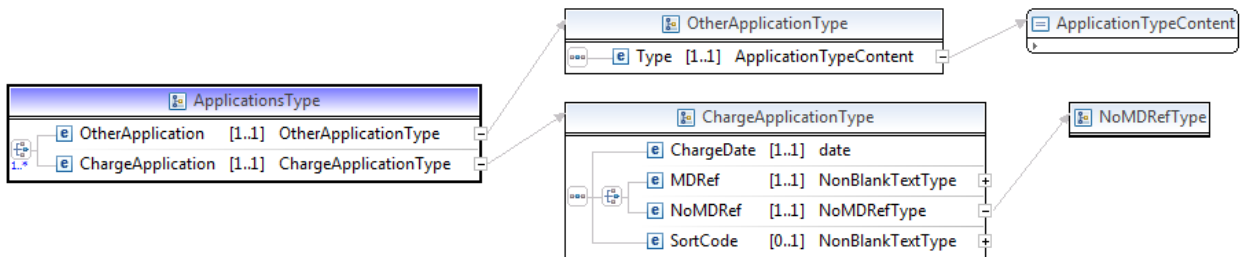 OtherApplicationType
Type [1..1] ApplicationTypeContent
ApplicationTypeContent
ApplicationsType
OtherApplication [1..1] OtherApplicationType
ChargeApplication [1..1] ChargeApplicationType
1..*
ChargeApplicationType
ChargeDate [1..1] date
MDRef [1..1] NonBlankTextType
NoMDRef [1..1] NoMDRefType
SortCode [0..1] NonBlankTextType
NoMDRefType